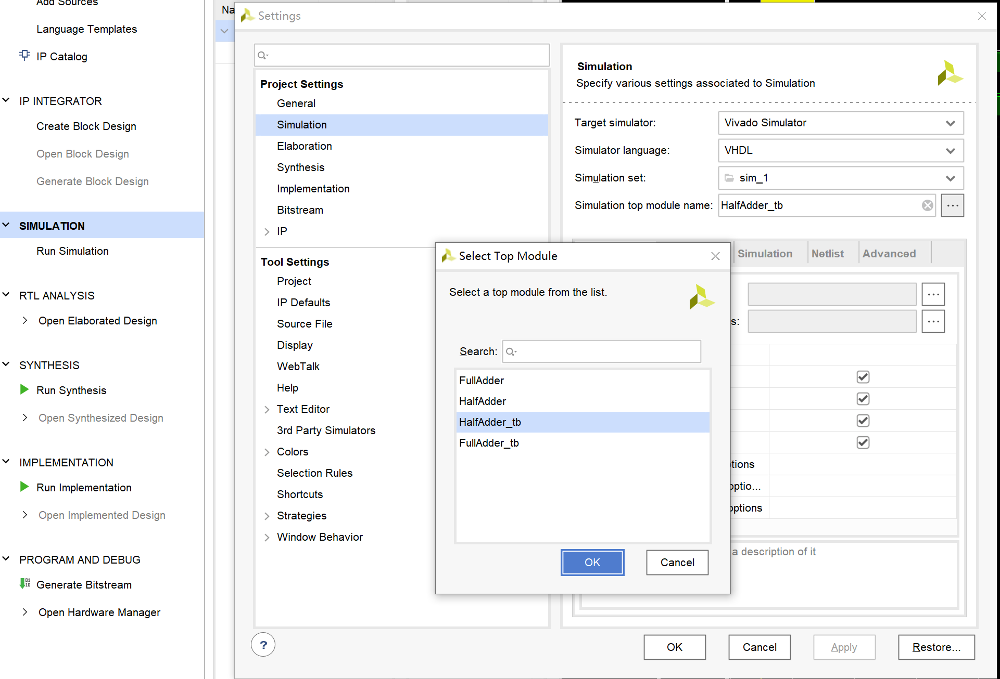 Add Sources
Language Templates
IP Catalog
IP INTEGRATOR
Create Block Design
Open Block Design
Generate Block Design
SIMULATION
Run Simulation
RTL ANALYSIS
Open Elaborated Design
SYNTHESIS
Run Synthesis
Open Synthesized Design
IMPLEMENTATION
Run Implementation
Open Implemented Design
PROGRAM AND DEBUG
Generate Bitstream
Open Hardware Manager
Na
Settings
Project Settings
General
Simulation
Elaboration
Synthesis
Implementation
Bitstream
IP
Tool Settings
Project
IP Defaults
Source File
Display
WebTalk
Help
Text Editor
3rd Party Simulators
Colors
Selection Rules
Shortcuts
Strategies
Window Behavior
Simulation
Specify various settings associated to Simulation
Target simulator: Vivado Simulator
Simulator language: VHDL
Simulation set: sim_1
Simulation top module name: HalfAdder_tb ...
Simulation Netlist Advanced
...
s: ...
tions
optio...
options
a description of it
Select Top Module
Select a top module from the list.
Search:
FullAdder
HalfAdder
HalfAdder_tb
FullAdder_tb
OK Cancel
? OK Cancel Apply Restore...